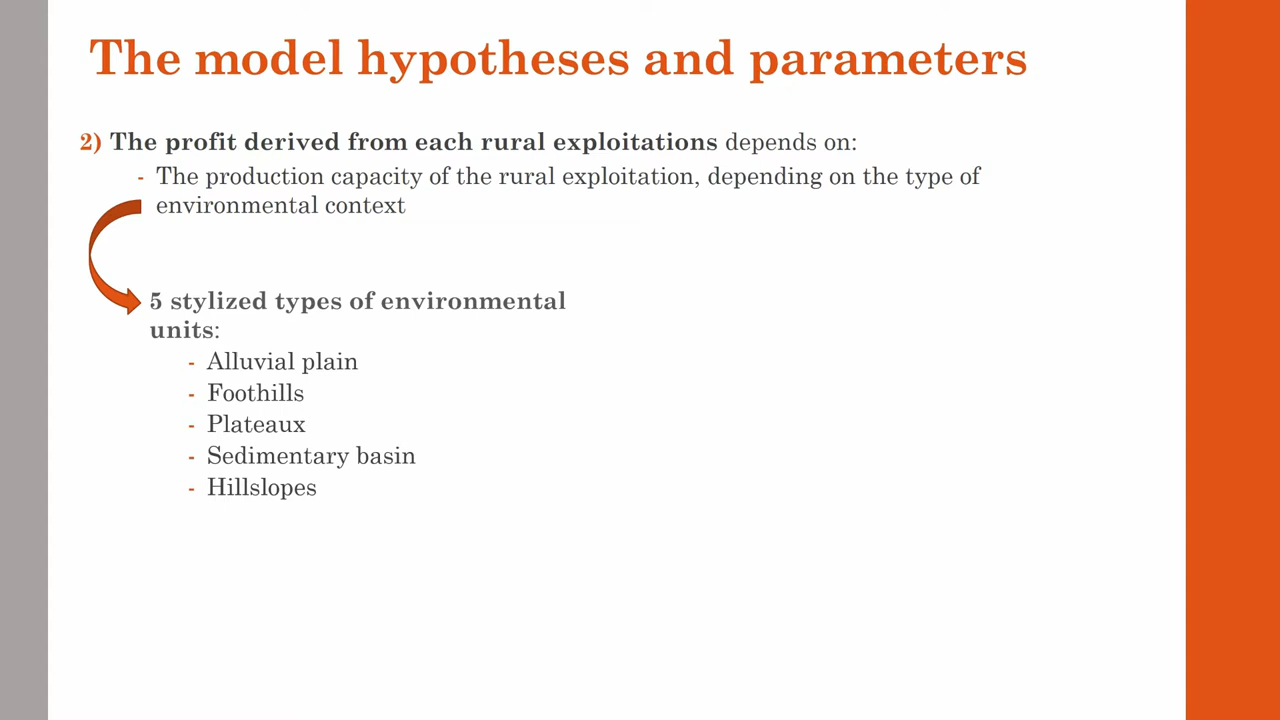 The model hypotheses and parameters
2) The profit derived from each rural exploitations depends on:
- The production capacity of the rural exploitation, depending on the type of
environmental context
5 stylized types of environmental
units:
- Alluvial plain
- Foothills
- Plateaux
- Sedimentary basin
- Hillslopes